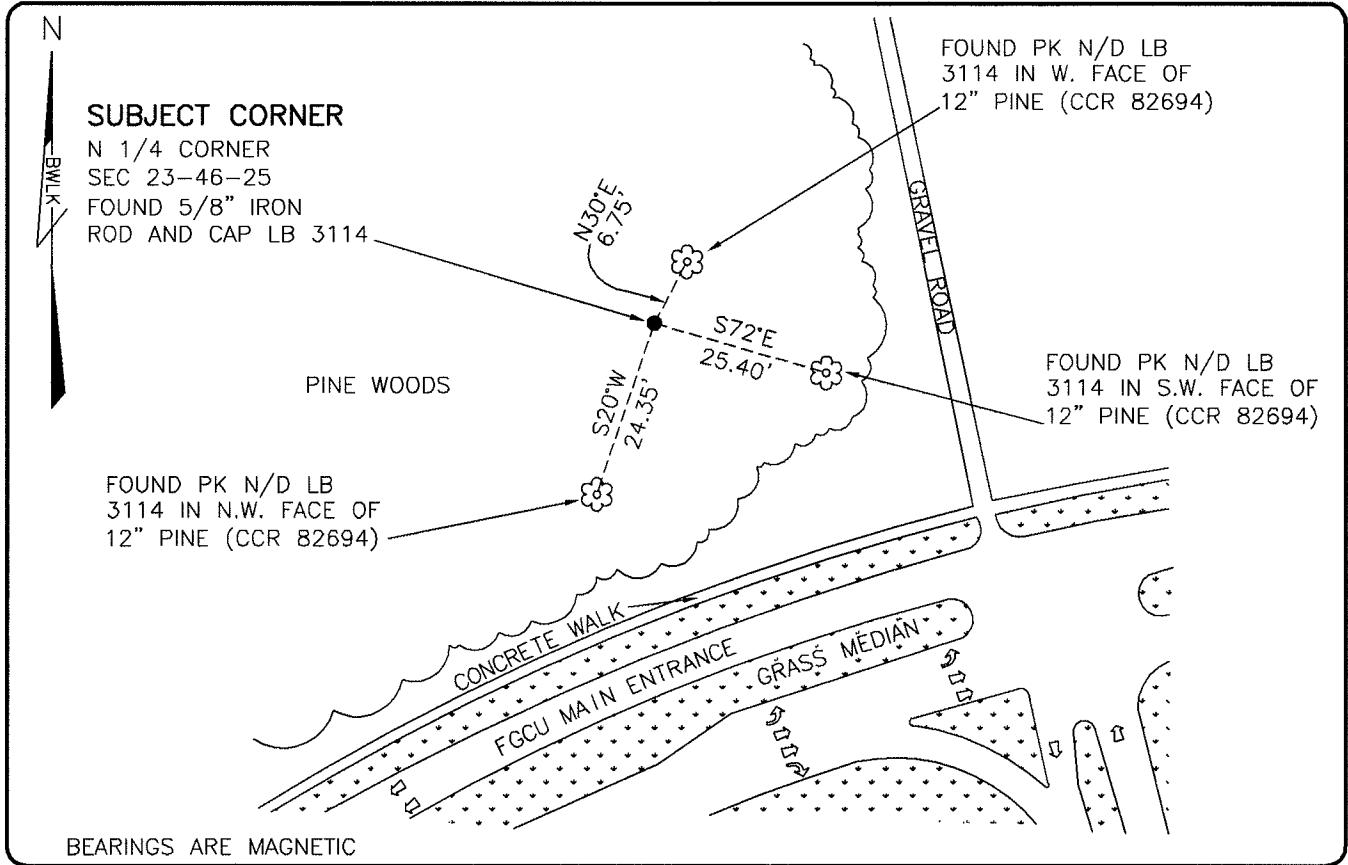 N
BWLK
SUBJECT CORNER
N 1/4 CORNER
SEC 23-46-25
FOUND 5/8" IRON
ROD AND CAP LB 3114
FOUND PK N/D LB
3114 IN W. FACE OF
12" PINE (CCR 82694)
N30°E
6.75'
GRAVEL ROAD
S72°E
25.40'
PINE WOODS
S20°W
24.35'
FOUND PK N/D LB
3114 IN S.W. FACE OF
12" PINE (CCR 82694)
FOUND PK N/D LB
3114 IN N.W. FACE OF
12" PINE (CCR 82694)
CONCRETE WALK
FGCU MAIN ENTRANCE
GRASS MEDIAN
BEARINGS ARE MAGNETIC